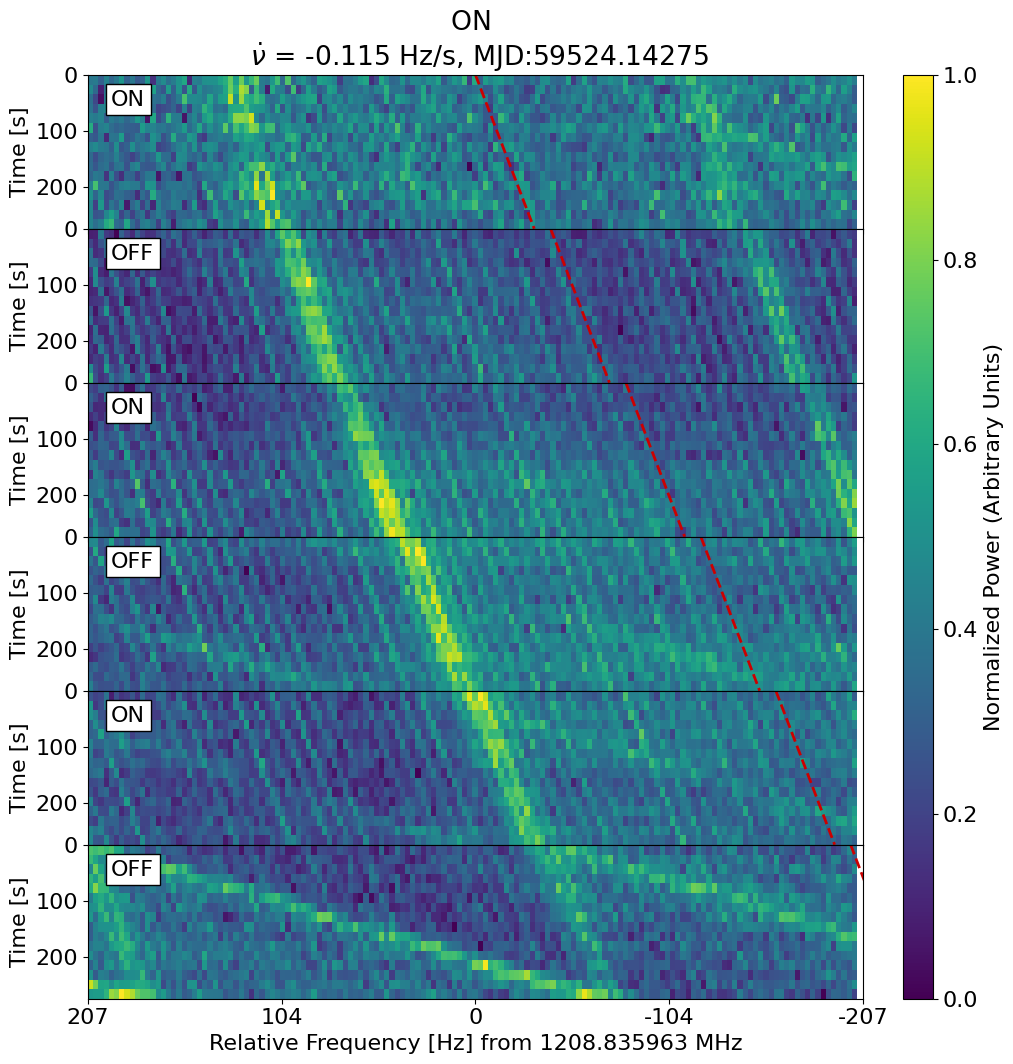 ON
ν̇ = -0.115 Hz/s, MJD:59524.14275
0
100
200
Time [s]
ON
0
100
200
Time [s]
OFF
0
100
200
Time [s]
ON
0
100
200
Time [s]
OFF
0
100
200
Time [s]
ON
0
100
200
Time [s]
OFF
207 104 0 -104 -207
Relative Frequency [Hz] from 1208.835963 MHz
1.0
0.8
0.6
0.4
0.2
0.0
Normalized Power (Arbitrary Units)